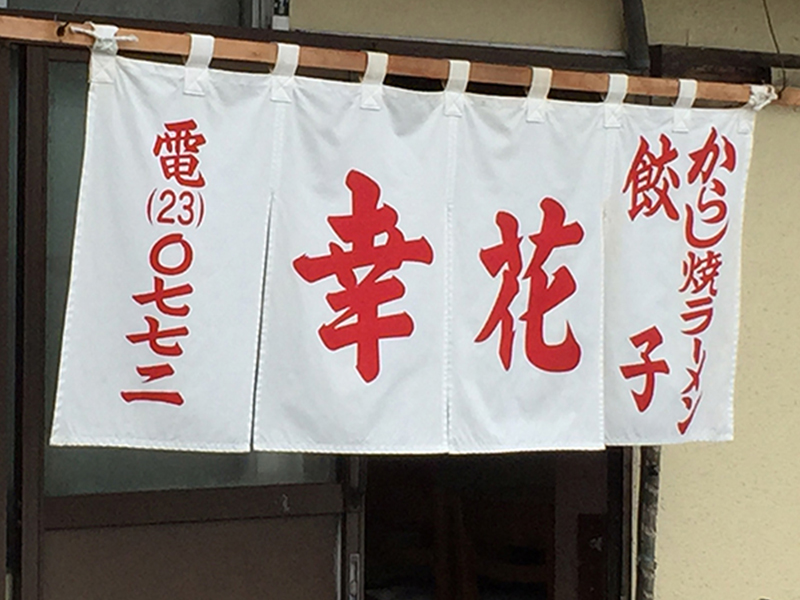 からし焼ラーメン
餃子
花
幸
電(23)〇七七二